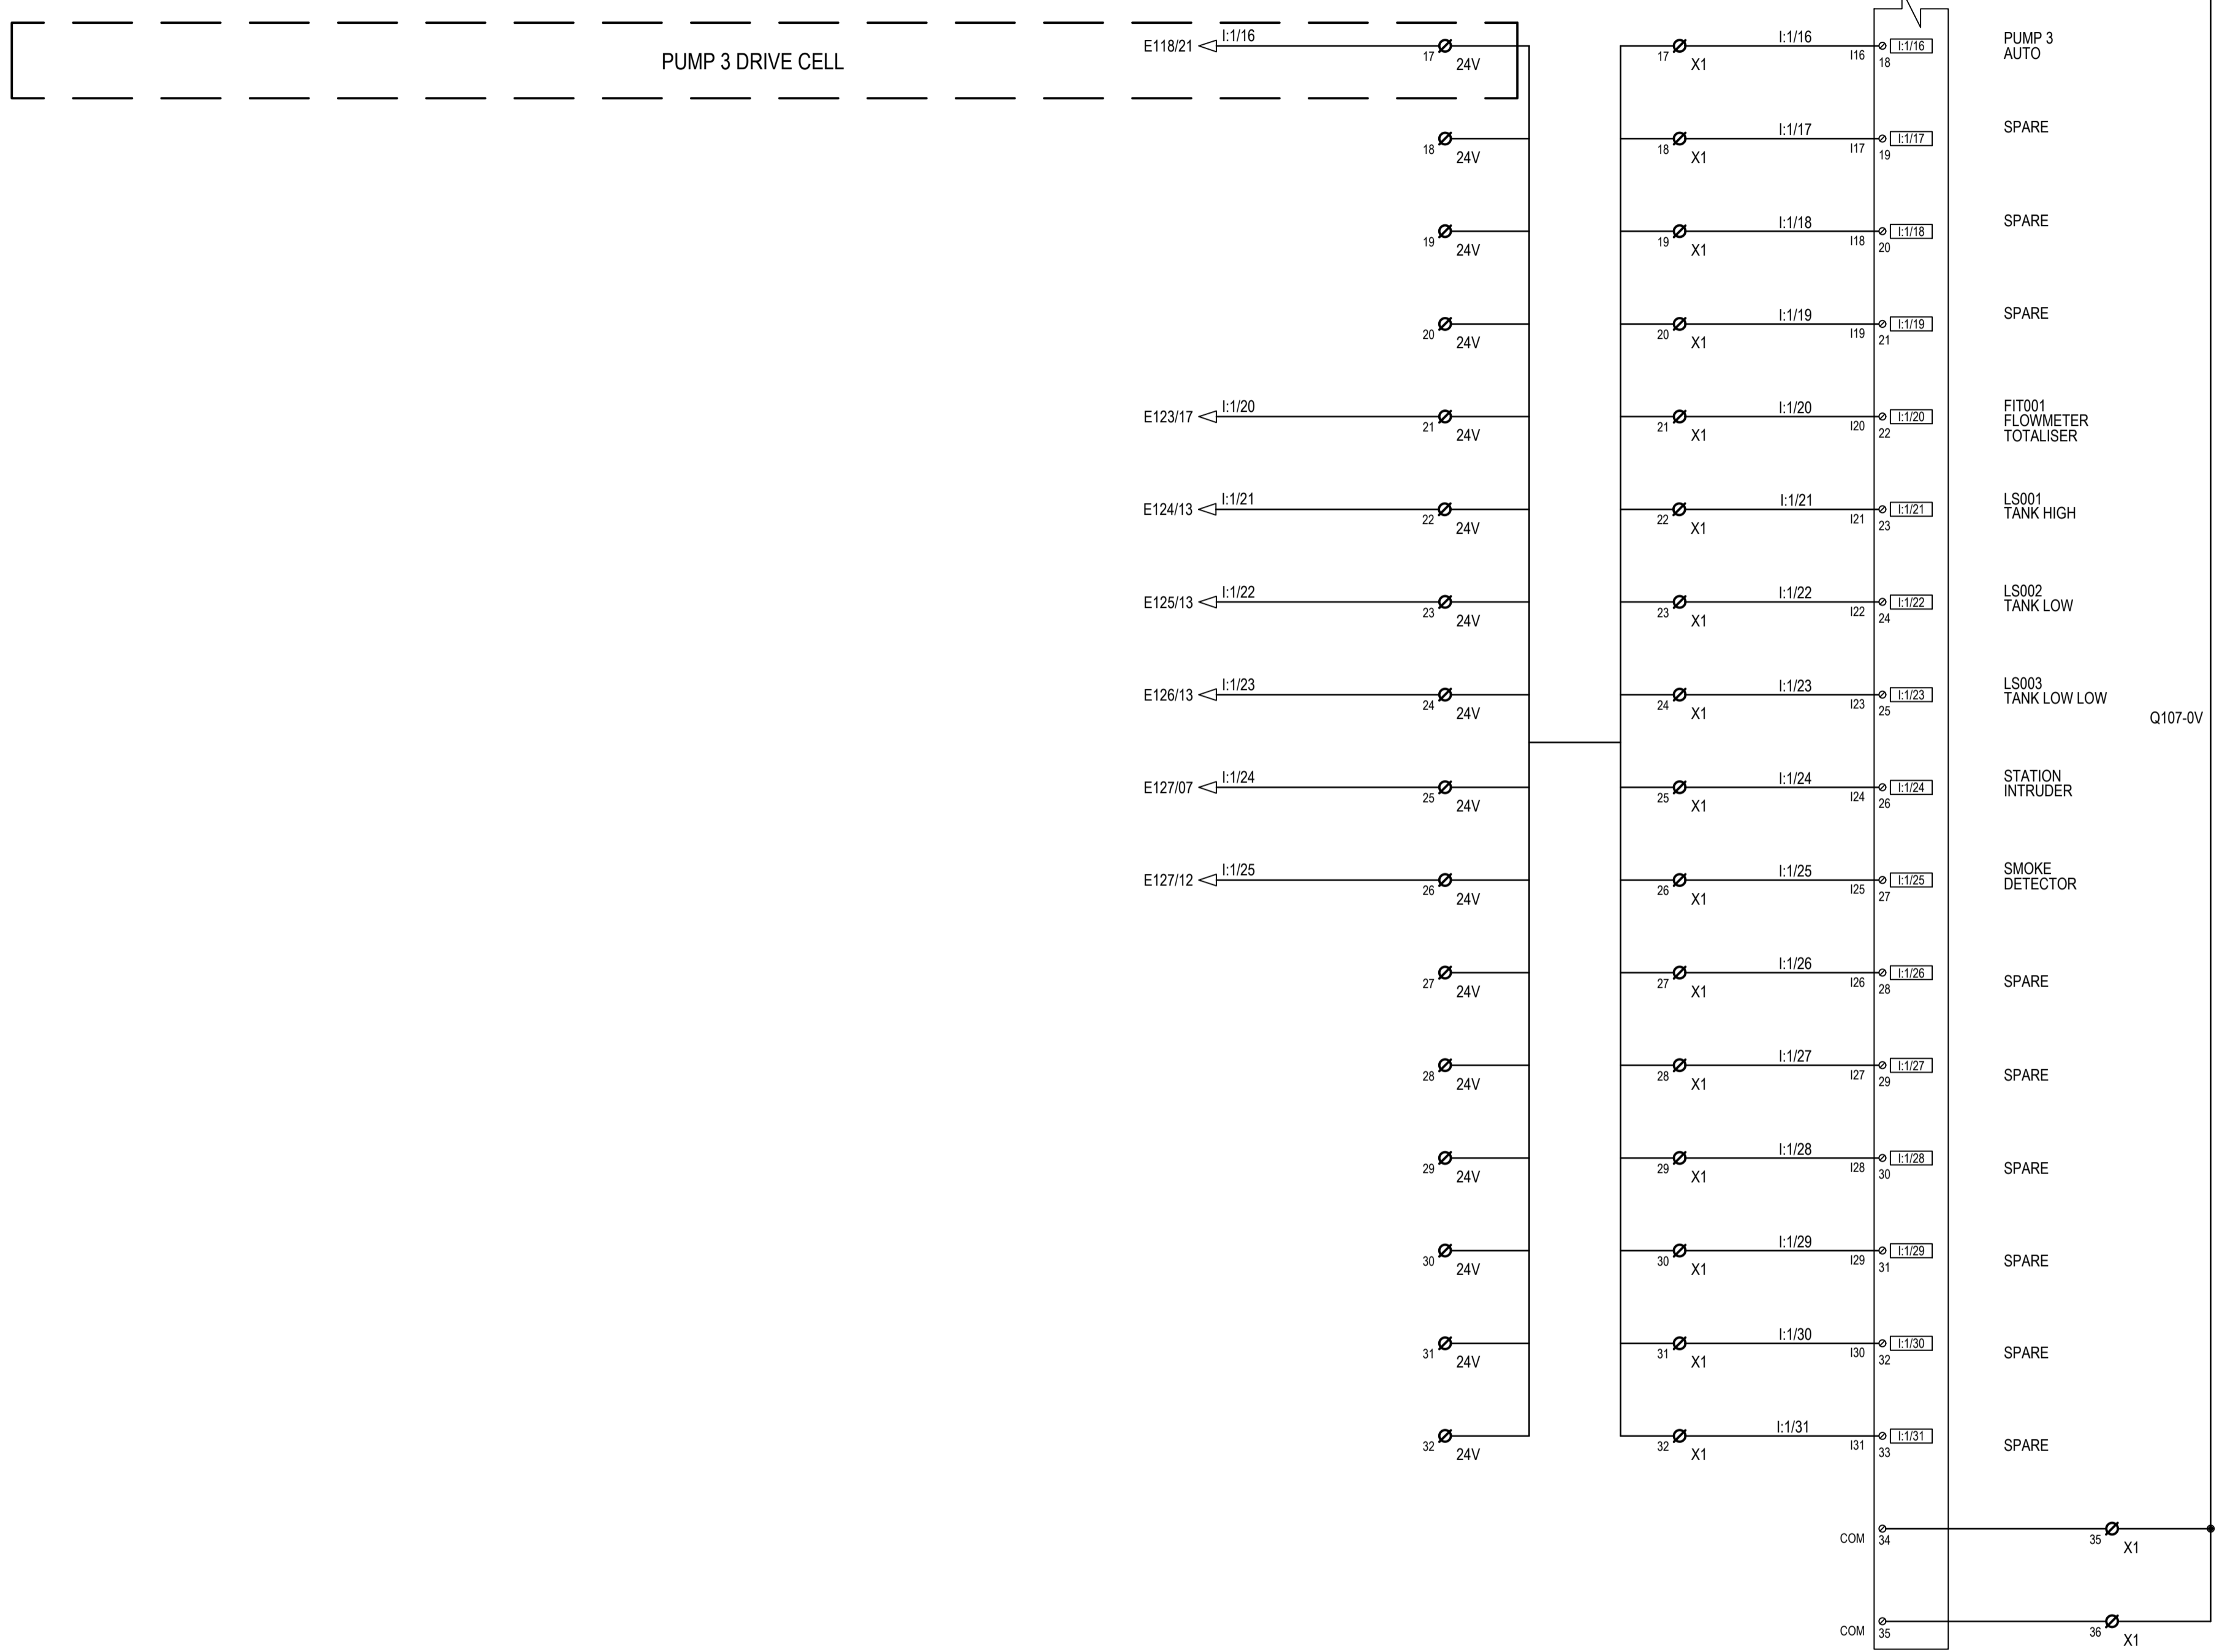 PUMP 3 DRIVE CELL
E118/21 I:1/16 17 24V 17 X1 I:1/16 I16 18 I:1/16 PUMP 3
AUTO
18 24V 18 X1 I:1/17 I17 19 I:1/17 SPARE
19 24V 19 X1 I:1/18 I18 20 I:1/18 SPARE
20 24V 20 X1 I:1/19 I19 21 I:1/19 SPARE
E123/17 I:1/20 21 24V 21 X1 I:1/20 I20 22 I:1/20 FIT001
FLOWMETER
TOTALISER
E124/13 I:1/21 22 24V 22 X1 I:1/21 I21 23 I:1/21 LS001
TANK HIGH
E125/13 I:1/22 23 24V 23 X1 I:1/22 I22 24 I:1/22 LS002
TANK LOW
E126/13 I:1/23 24 24V 24 X1 I:1/23 I23 25 I:1/23 LS003
TANK LOW LOW
Q107-0V
E127/07 I:1/24 25 24V 25 X1 I:1/24 I24 26 I:1/24 STATION
INTRUDER
E127/12 I:1/25 26 24V 26 X1 I:1/25 I25 27 I:1/25 SMOKE
DETECTOR
27 24V 27 X1 I:1/26 I26 28 I:1/26 SPARE
28 24V 28 X1 I:1/27 I27 29 I:1/27 SPARE
29 24V 29 X1 I:1/28 I28 30 I:1/28 SPARE
30 24V 30 X1 I:1/29 I29 31 I:1/29 SPARE
31 24V 31 X1 I:1/30 I30 32 I:1/30 SPARE
32 24V 32 X1 I:1/31 I31 33 I:1/31 SPARE
COM 34 35 X1
COM 35 36 X1